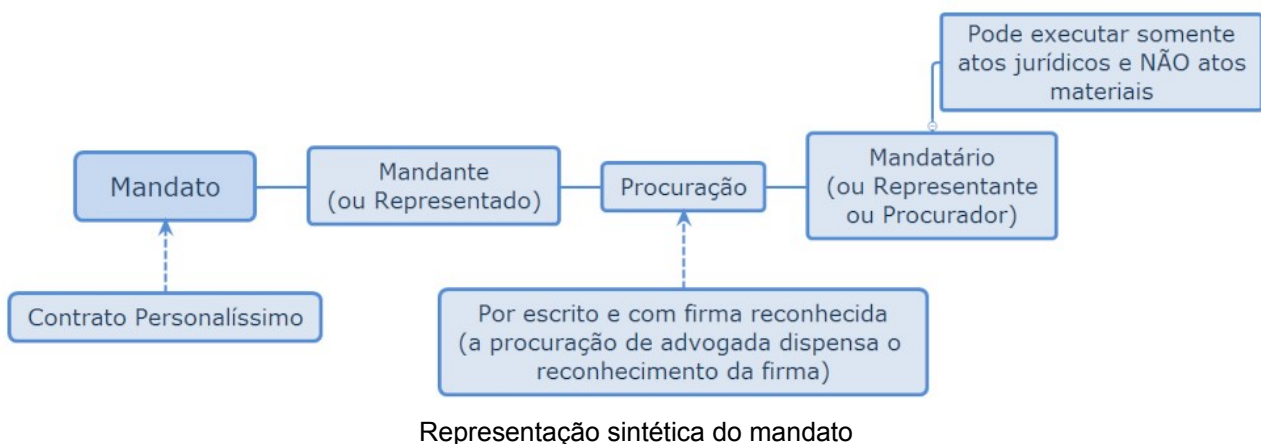 Pode executar somente
atos jurídicos e NÃO atos
materiais
Mandato
Mandante
(ou Representado)
Procuração
Mandatário
(ou Representante
ou Procurador)
Contrato Personalíssimo
Por escrito e com firma reconhecida
(a procuração de advogada dispensa o
reconhecimento da firma)
Representação sintética do mandato